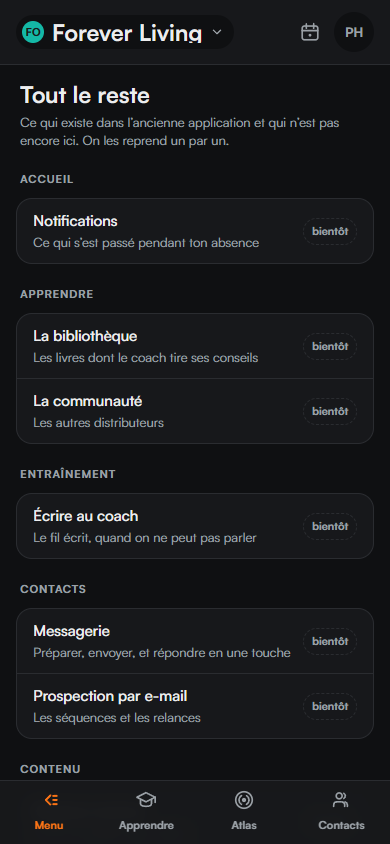 FO Forever Living
PH
Tout le reste
Ce qui existe dans l'ancienne application et qui n'est pas
encore ici. On les reprend un par un.
ACCUEIL
Notifications
Ce qui s'est passé pendant ton absence
bientôt
APPRENDRE
La bibliothèque
Les livres dont le coach tire ses conseils
bientôt
La communauté
Les autres distributeurs
bientôt
ENTRAÎNEMENT
Écrire au coach
Le fil écrit, quand on ne peut pas parler
bientôt
CONTACTS
Messagerie
Préparer, envoyer, et répondre en une touche
bientôt
Prospection par e-mail
Les séquences et les relances
bientôt
CONTENU
Menu
Apprendre
Atlas
Contacts